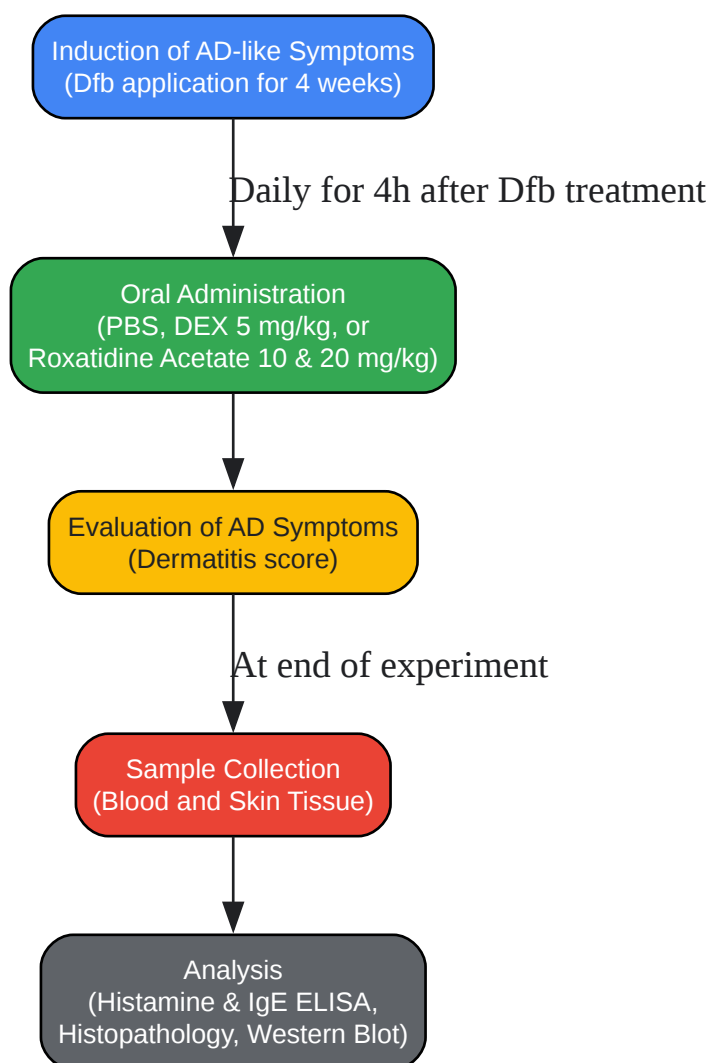 Induction of AD-like Symptoms
(Dfb application for 4 weeks)
Daily for 4h after Dfb treatment
Oral Administration
(PBS, DEX 5 mg/kg, or
Roxatidine Acetate 10 & 20 mg/kg)
Evaluation of AD Symptoms
(Dermatitis score)
At end of experiment
Sample Collection
(Blood and Skin Tissue)
Analysis
(Histamine & IgE ELISA,
Histopathology, Western Blot)